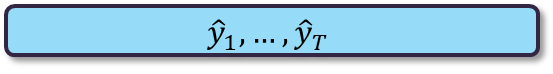 ŷ₁, … , ŷ_T